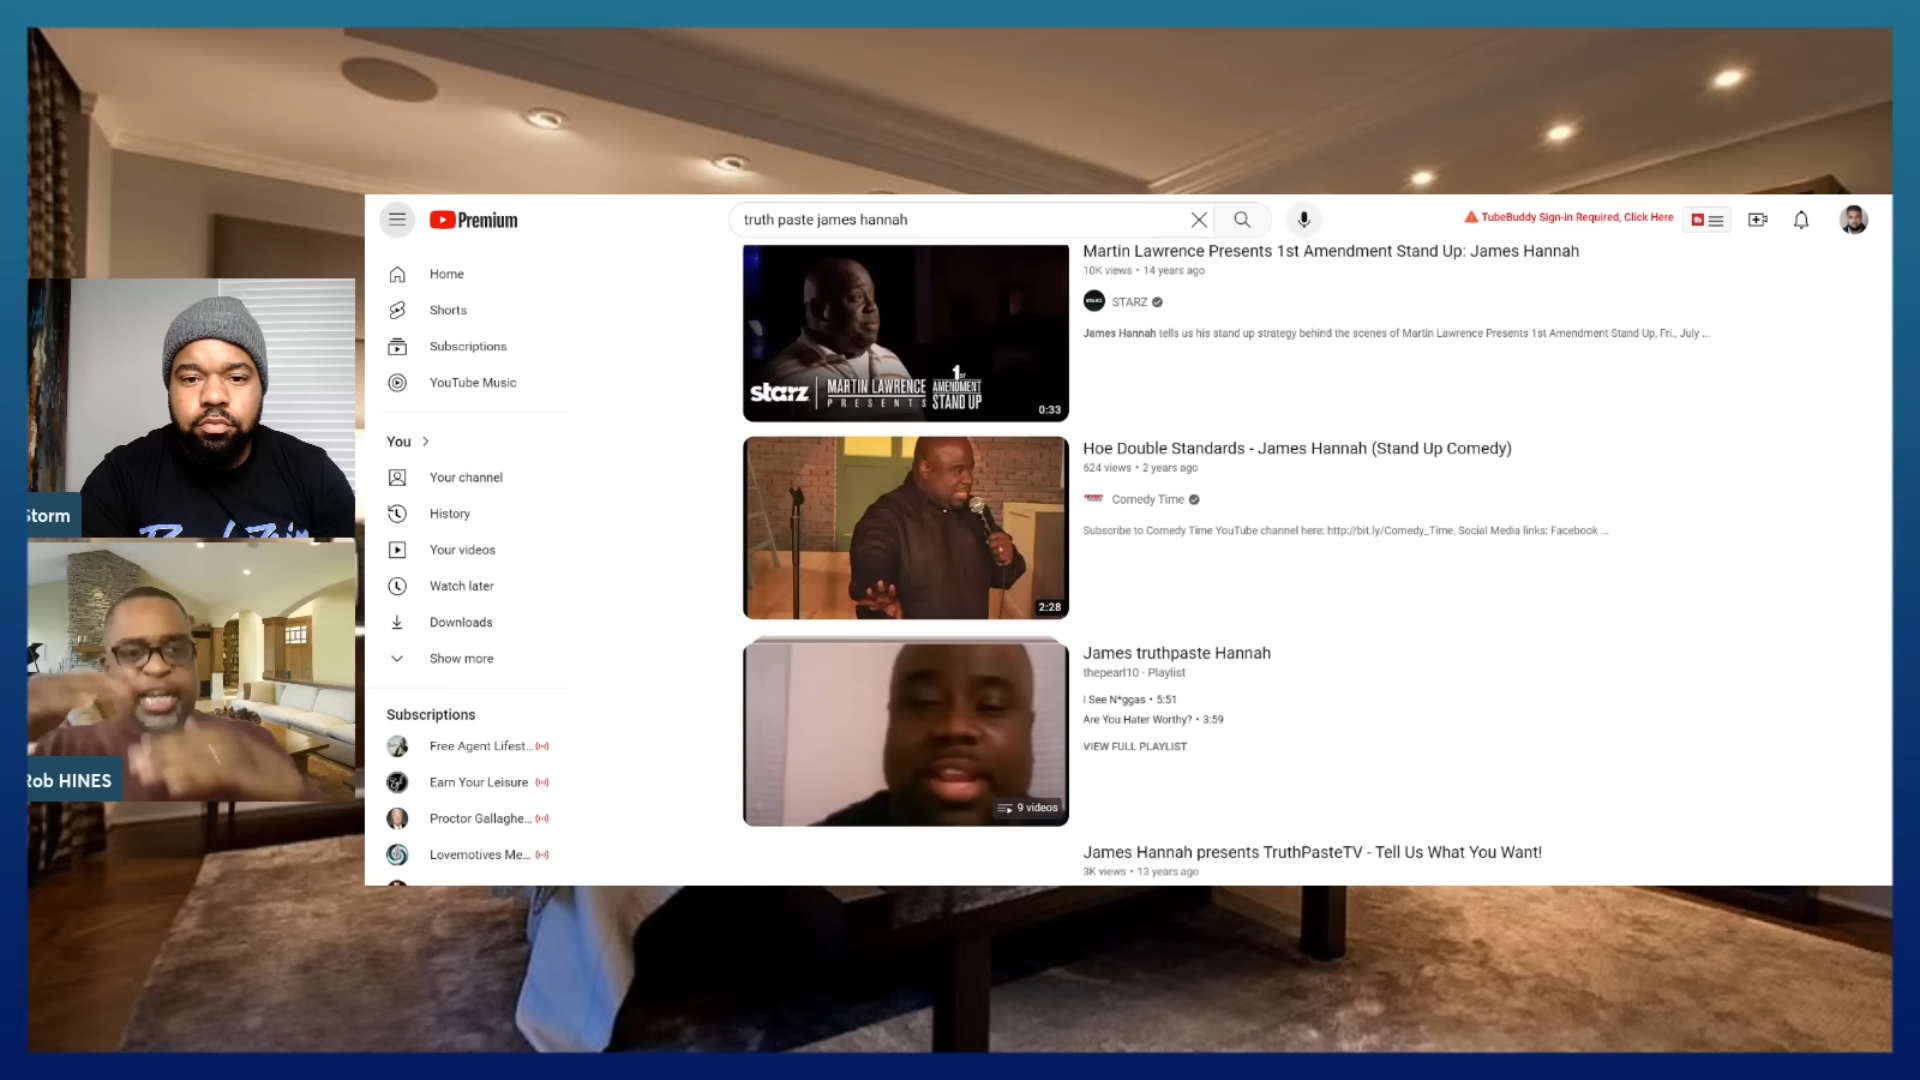 Premium
truth paste james hannah
TubeBuddy Sign-in Required, Click Here
Home
Shorts
Subscriptions
YouTube Music
You
Your channel
History
Your videos
Watch later
Downloads
Show more
Subscriptions
Free Agent Lifest...
Earn Your Leisure
Proctor Gallaghe...
Lovemotives Me...
starz
MARTIN LAWRENCE
PRESENTS
1st
AMENDMENT
STAND UP
0:33
Martin Lawrence Presents 1st Amendment Stand Up: James Hannah
10K views • 14 years ago
STARZ
James Hannah tells us his stand up strategy behind the scenes of Martin Lawrence Presents 1st Amendment Stand Up, Fri., July ...
2:28
Hoe Double Standards - James Hannah (Stand Up Comedy)
624 views • 2 years ago
Comedy Time
Subscribe to Comedy Time YouTube channel here: http://bit.ly/Comedy_Time, Social Media links: Facebook ...
9 videos
James truthpaste Hannah
thepearl10 · Playlist
I See N*ggas • 5:51
Are You Hater Worthy? • 3:59
VIEW FULL PLAYLIST
James Hannah presents TruthPasteTV - Tell Us What You Want!
3K views • 13 years ago
Storm
Rob HINES